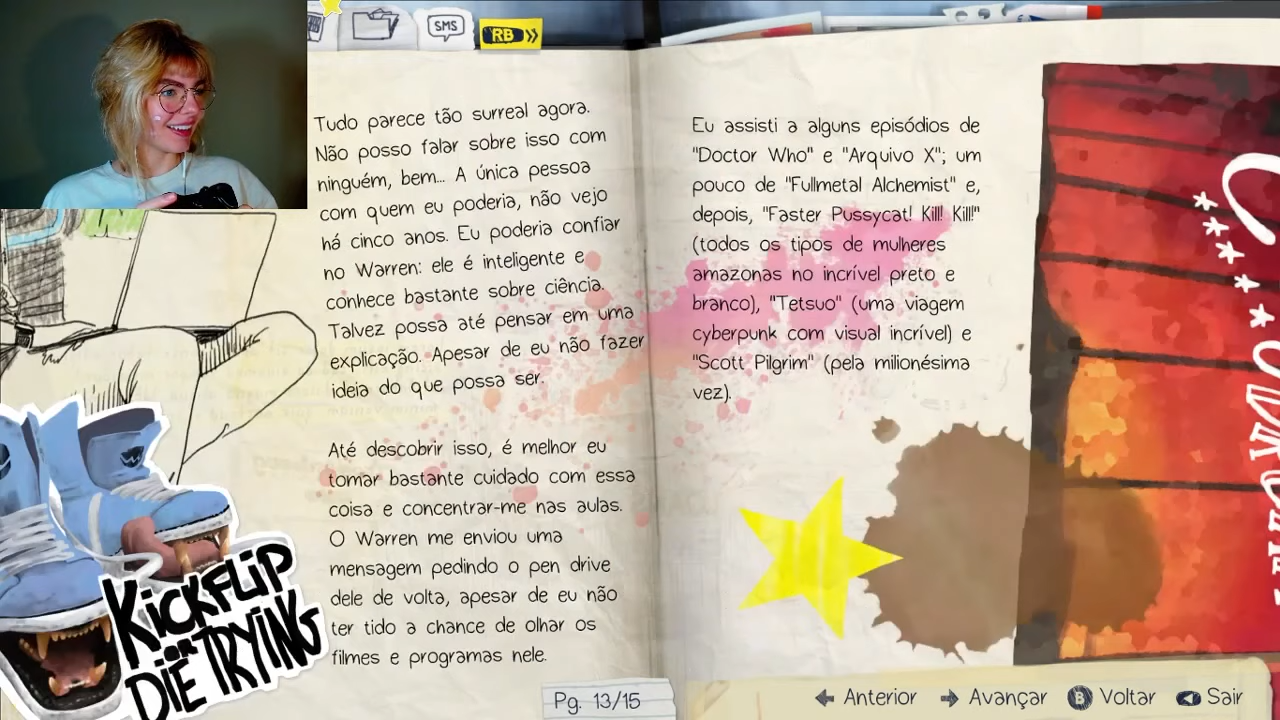 SMS
RB
Tudo parece tão surreal agora.
Não posso falar sobre isso com
ninguém, bem... A única pessoa
com quem eu poderia, não vejo
há cinco anos. Eu poderia confiar
no Warren: ele é inteligente e
conhece bastante sobre ciência.
Talvez possa até pensar em uma
explicação. Apesar de eu não fazer
ideia do que possa ser.
Até descobrir isso, é melhor eu
tomar bastante cuidado com essa
coisa e concentrar-me nas aulas.
O Warren me enviou uma
mensagem pedindo o pen drive
dele de volta, apesar de eu não
ter tido a chance de olhar os
filmes e programas nele.
KICKFLIP
OR
DIE TRYING
Eu assisti a alguns episódios de
"Doctor Who" e "Arquivo X"; um
pouco de "Fullmetal Alchemist" e,
depois, "Faster Pussycat! Kill! Kill!"
(todos os tipos de mulheres
amazonas no incrível preto e
branco), "Tetsuo" (uma viagem
cyberpunk com visual incrível) e
"Scott Pilgrim" (pela milionésima
vez).
Pg. 13/15
Anterior
Avançar
B Voltar
Sair